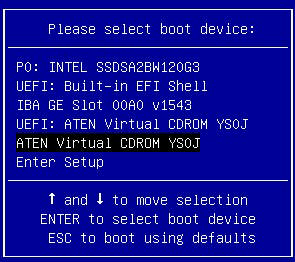 Please select boot device:
P0: INTEL SSDSA2BW120G3
UEFI: Built-in EFI Shell
IBA GE Slot 00A0 v1543
UEFI: ATEN Virtual CDROM YS0J
ATEN Virtual CDROM YS0J
Enter Setup
↑ and ↓ to move selection
ENTER to select boot device
ESC to boot using defaults